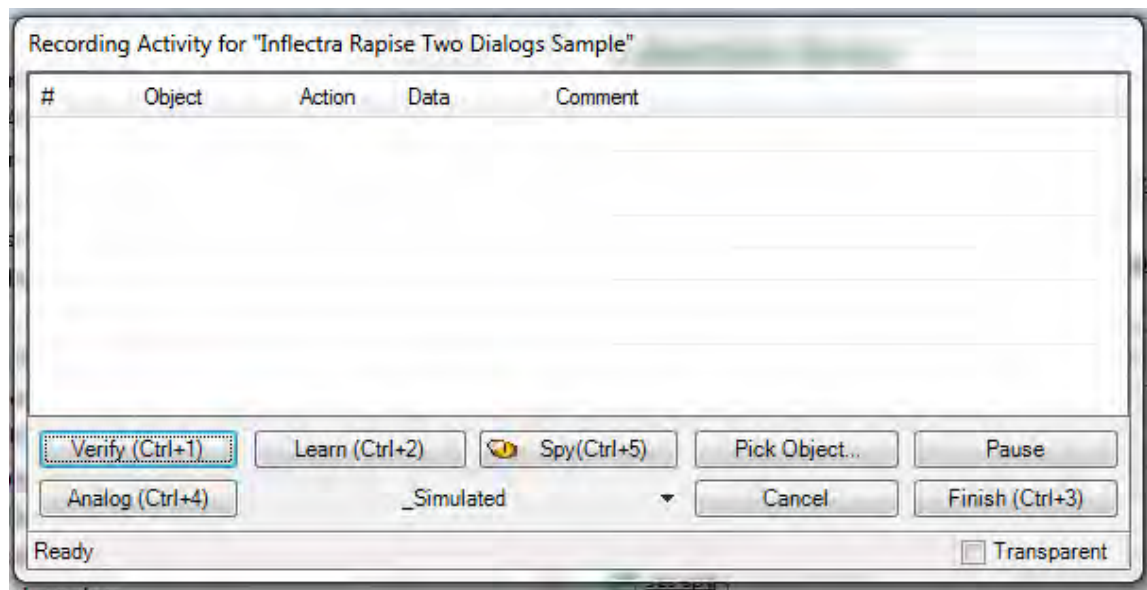 Recording Activity for "Inflectra Rapise Two Dialogs Sample"
# Object Action Data Comment
Verify (Ctrl+1) Learn (Ctrl+2) Spy(Ctrl+5) Pick Object... Pause
Analog (Ctrl+4) _Simulated Cancel Finish (Ctrl+3)
Ready Transparent